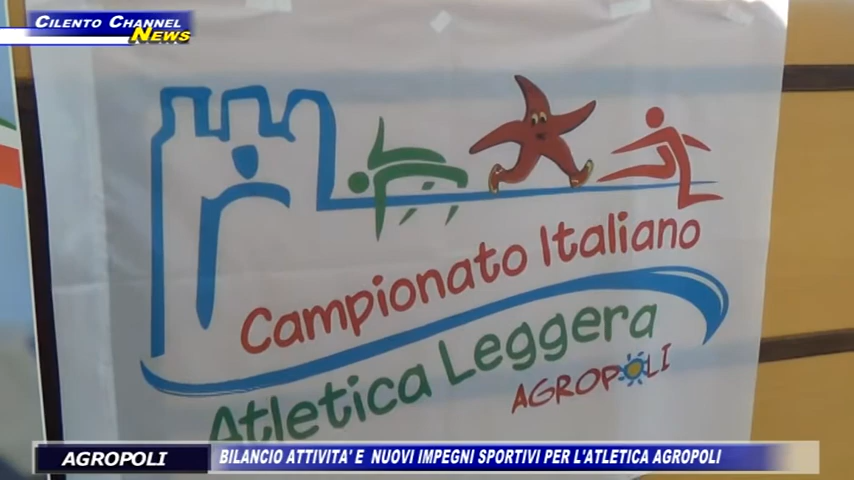 CILENTO CHANNEL
NEWS
Campionato Italiano
Atletica Leggera
AGROPOLI
AGROPOLI
BILANCIO ATTIVITA' E NUOVI IMPEGNI SPORTIVI PER L'ATLETICA AGROPOLI